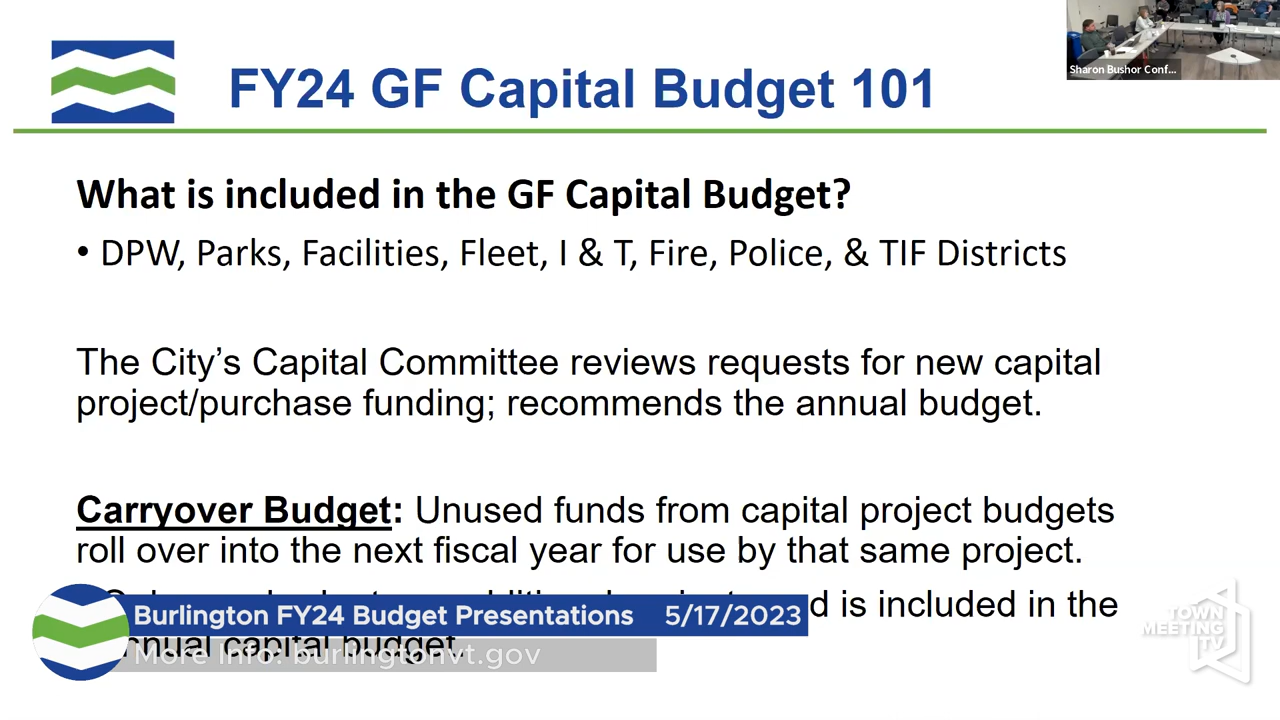 FY24 GF Capital Budget 101
Sharon Bushor Conf...
What is included in the GF Capital Budget?
• DPW, Parks, Facilities, Fleet, I & T, Fire, Police, & TIF Districts
The City’s Capital Committee reviews requests for new capital
project/purchase funding; recommends the annual budget.
Carryover Budget: Unused funds from capital project budgets
roll over into the next fiscal year for use by that same project.
is included in the
annual capital budget.
Burlington FY24 Budget Presentations 5/17/2023
More info: burlingtonvt.gov
TOWN
MEETING
TV